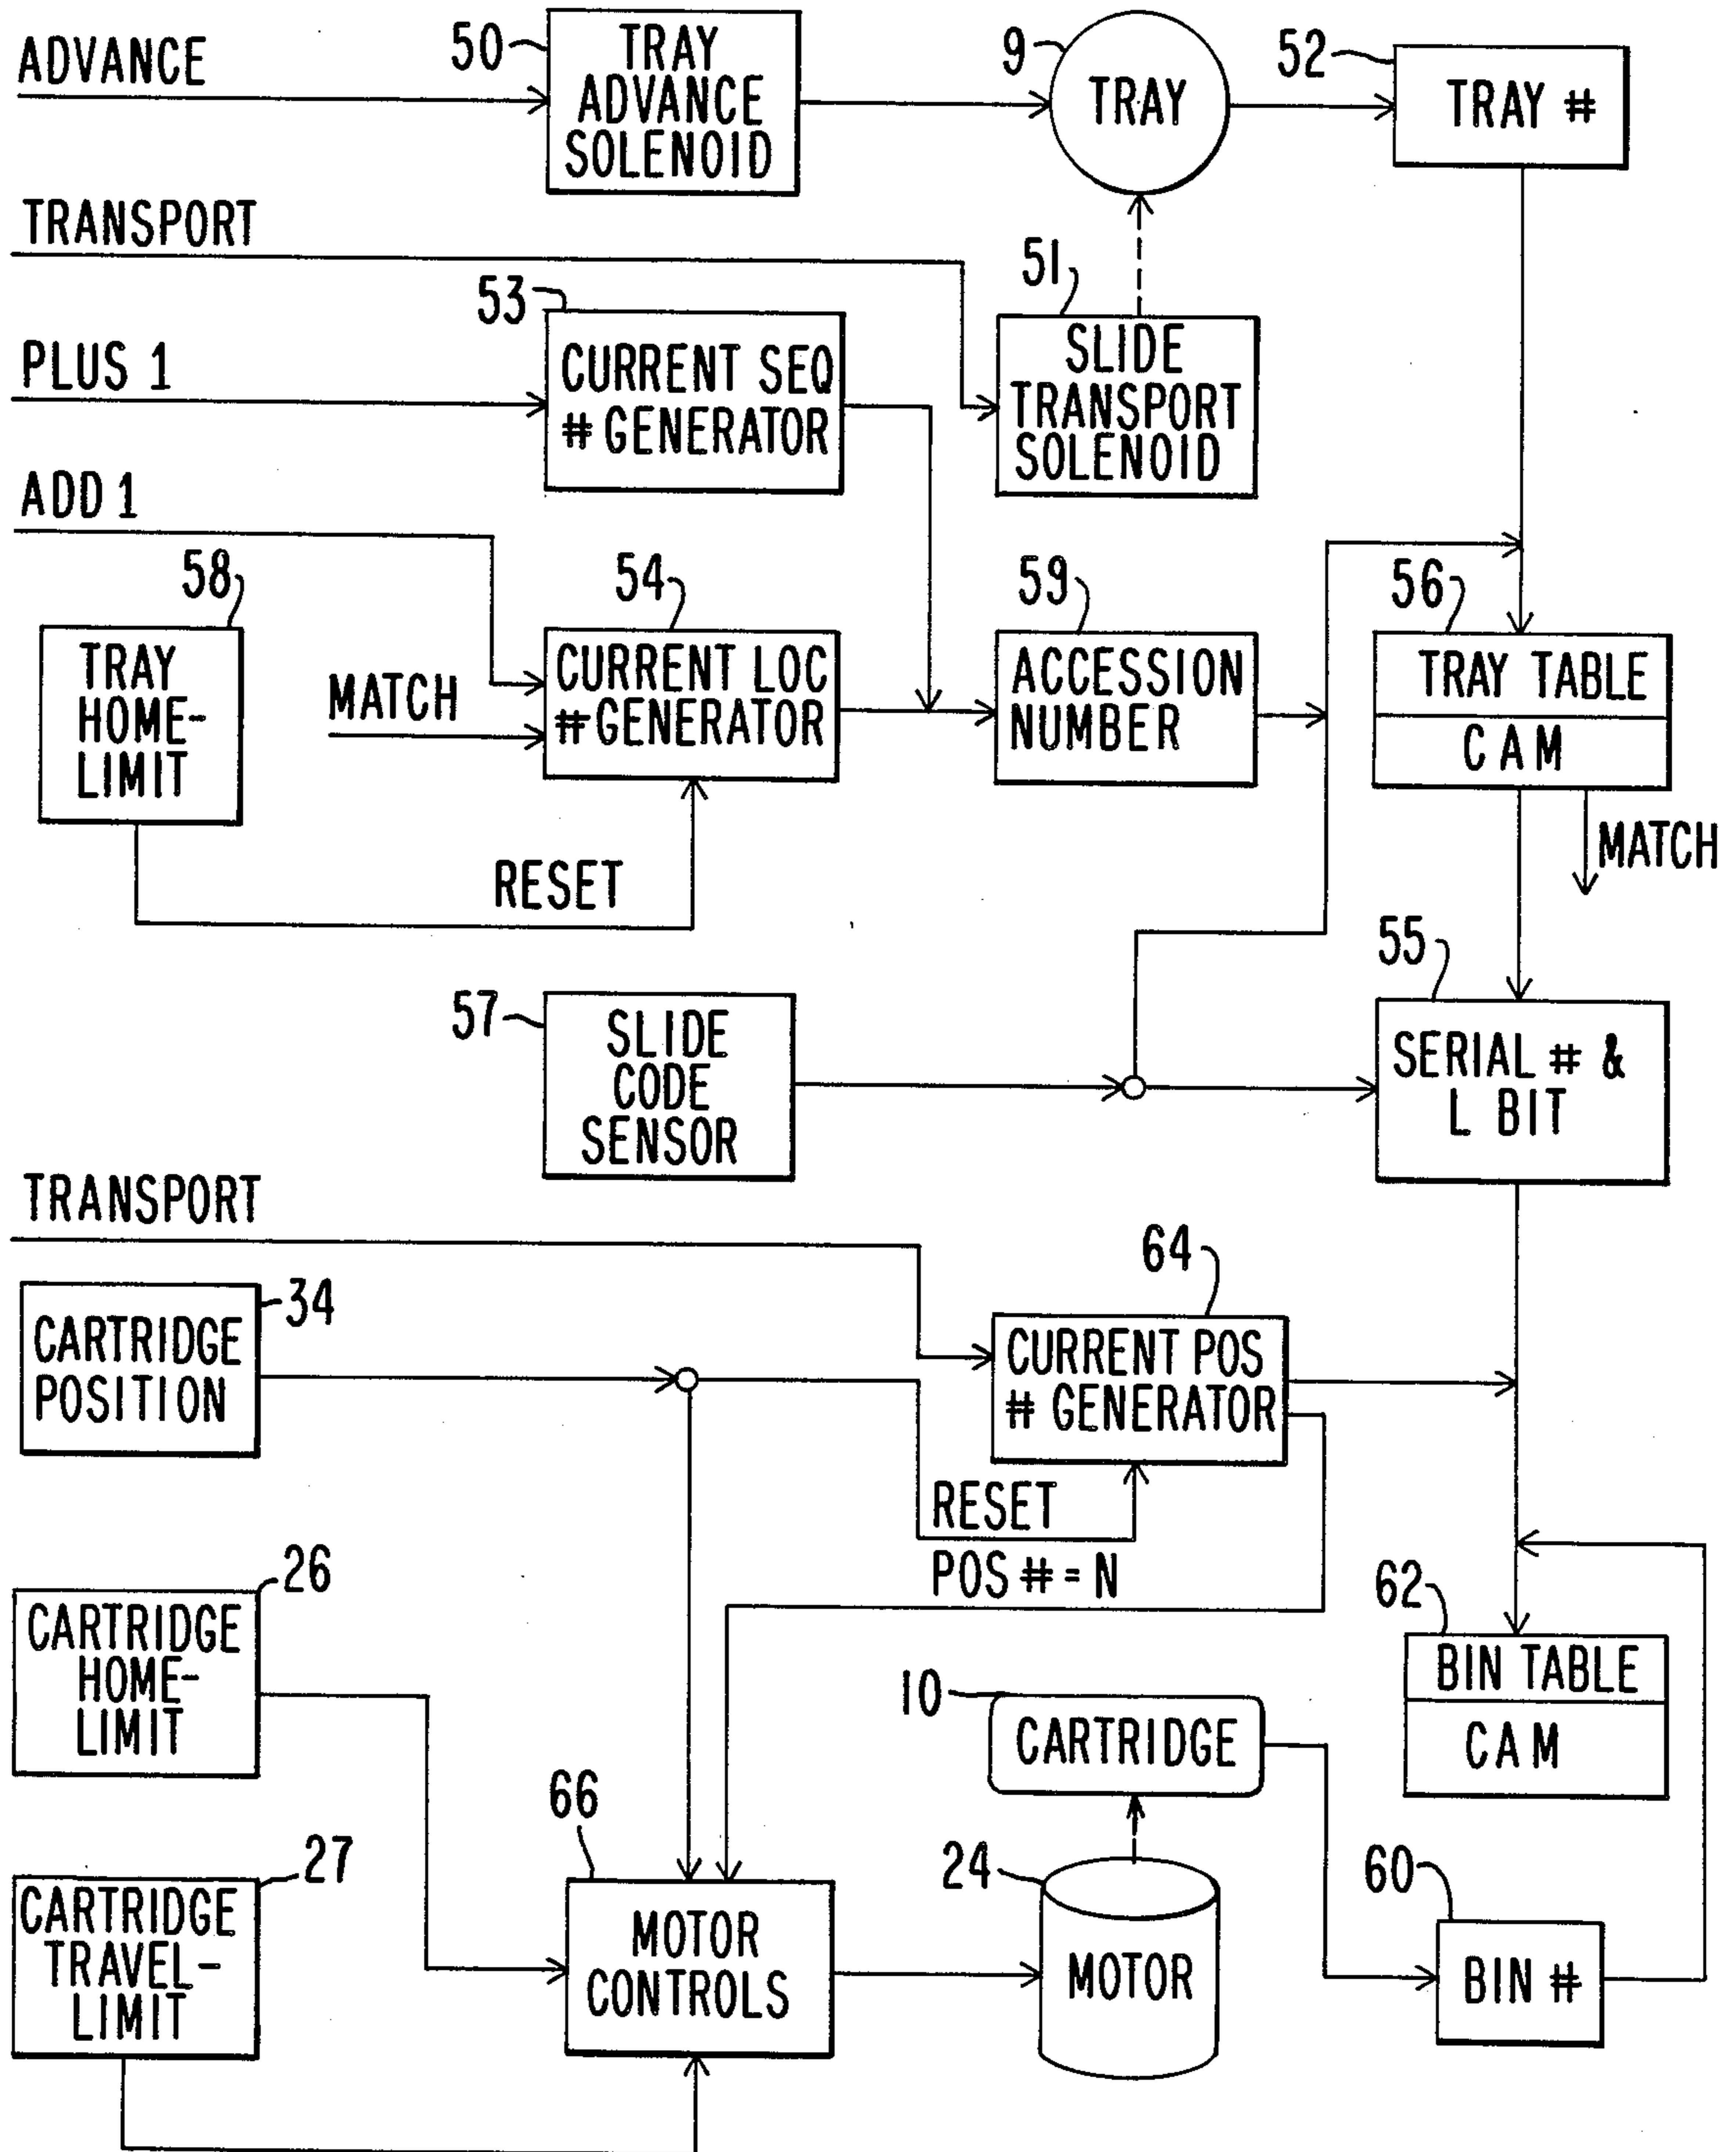 ADVANCE
50
TRAY
ADVANCE
SOLENOID
9
TRAY
52
TRAY #
TRANSPORT
51
SLIDE
TRANSPORT
SOLENOID
53
CURRENT SEQ
# GENERATOR
PLUS 1
ADD 1
58
TRAY
HOME-
LIMIT
MATCH
54
CURRENT LOC
# GENERATOR
59
ACCESSION
NUMBER
56
TRAY TABLE
CAM
MATCH
RESET
55
SERIAL # &
L BIT
57
SLIDE
CODE
SENSOR
TRANSPORT
34
CARTRIDGE
POSITION
64
CURRENT POS
# GENERATOR
RESET
POS # = N
26
CARTRIDGE
HOME-
LIMIT
62
BIN TABLE
CAM
10
CARTRIDGE
66
MOTOR
CONTROLS
24
MOTOR
60
BIN #
27
CARTRIDGE
TRAVEL-
LIMIT